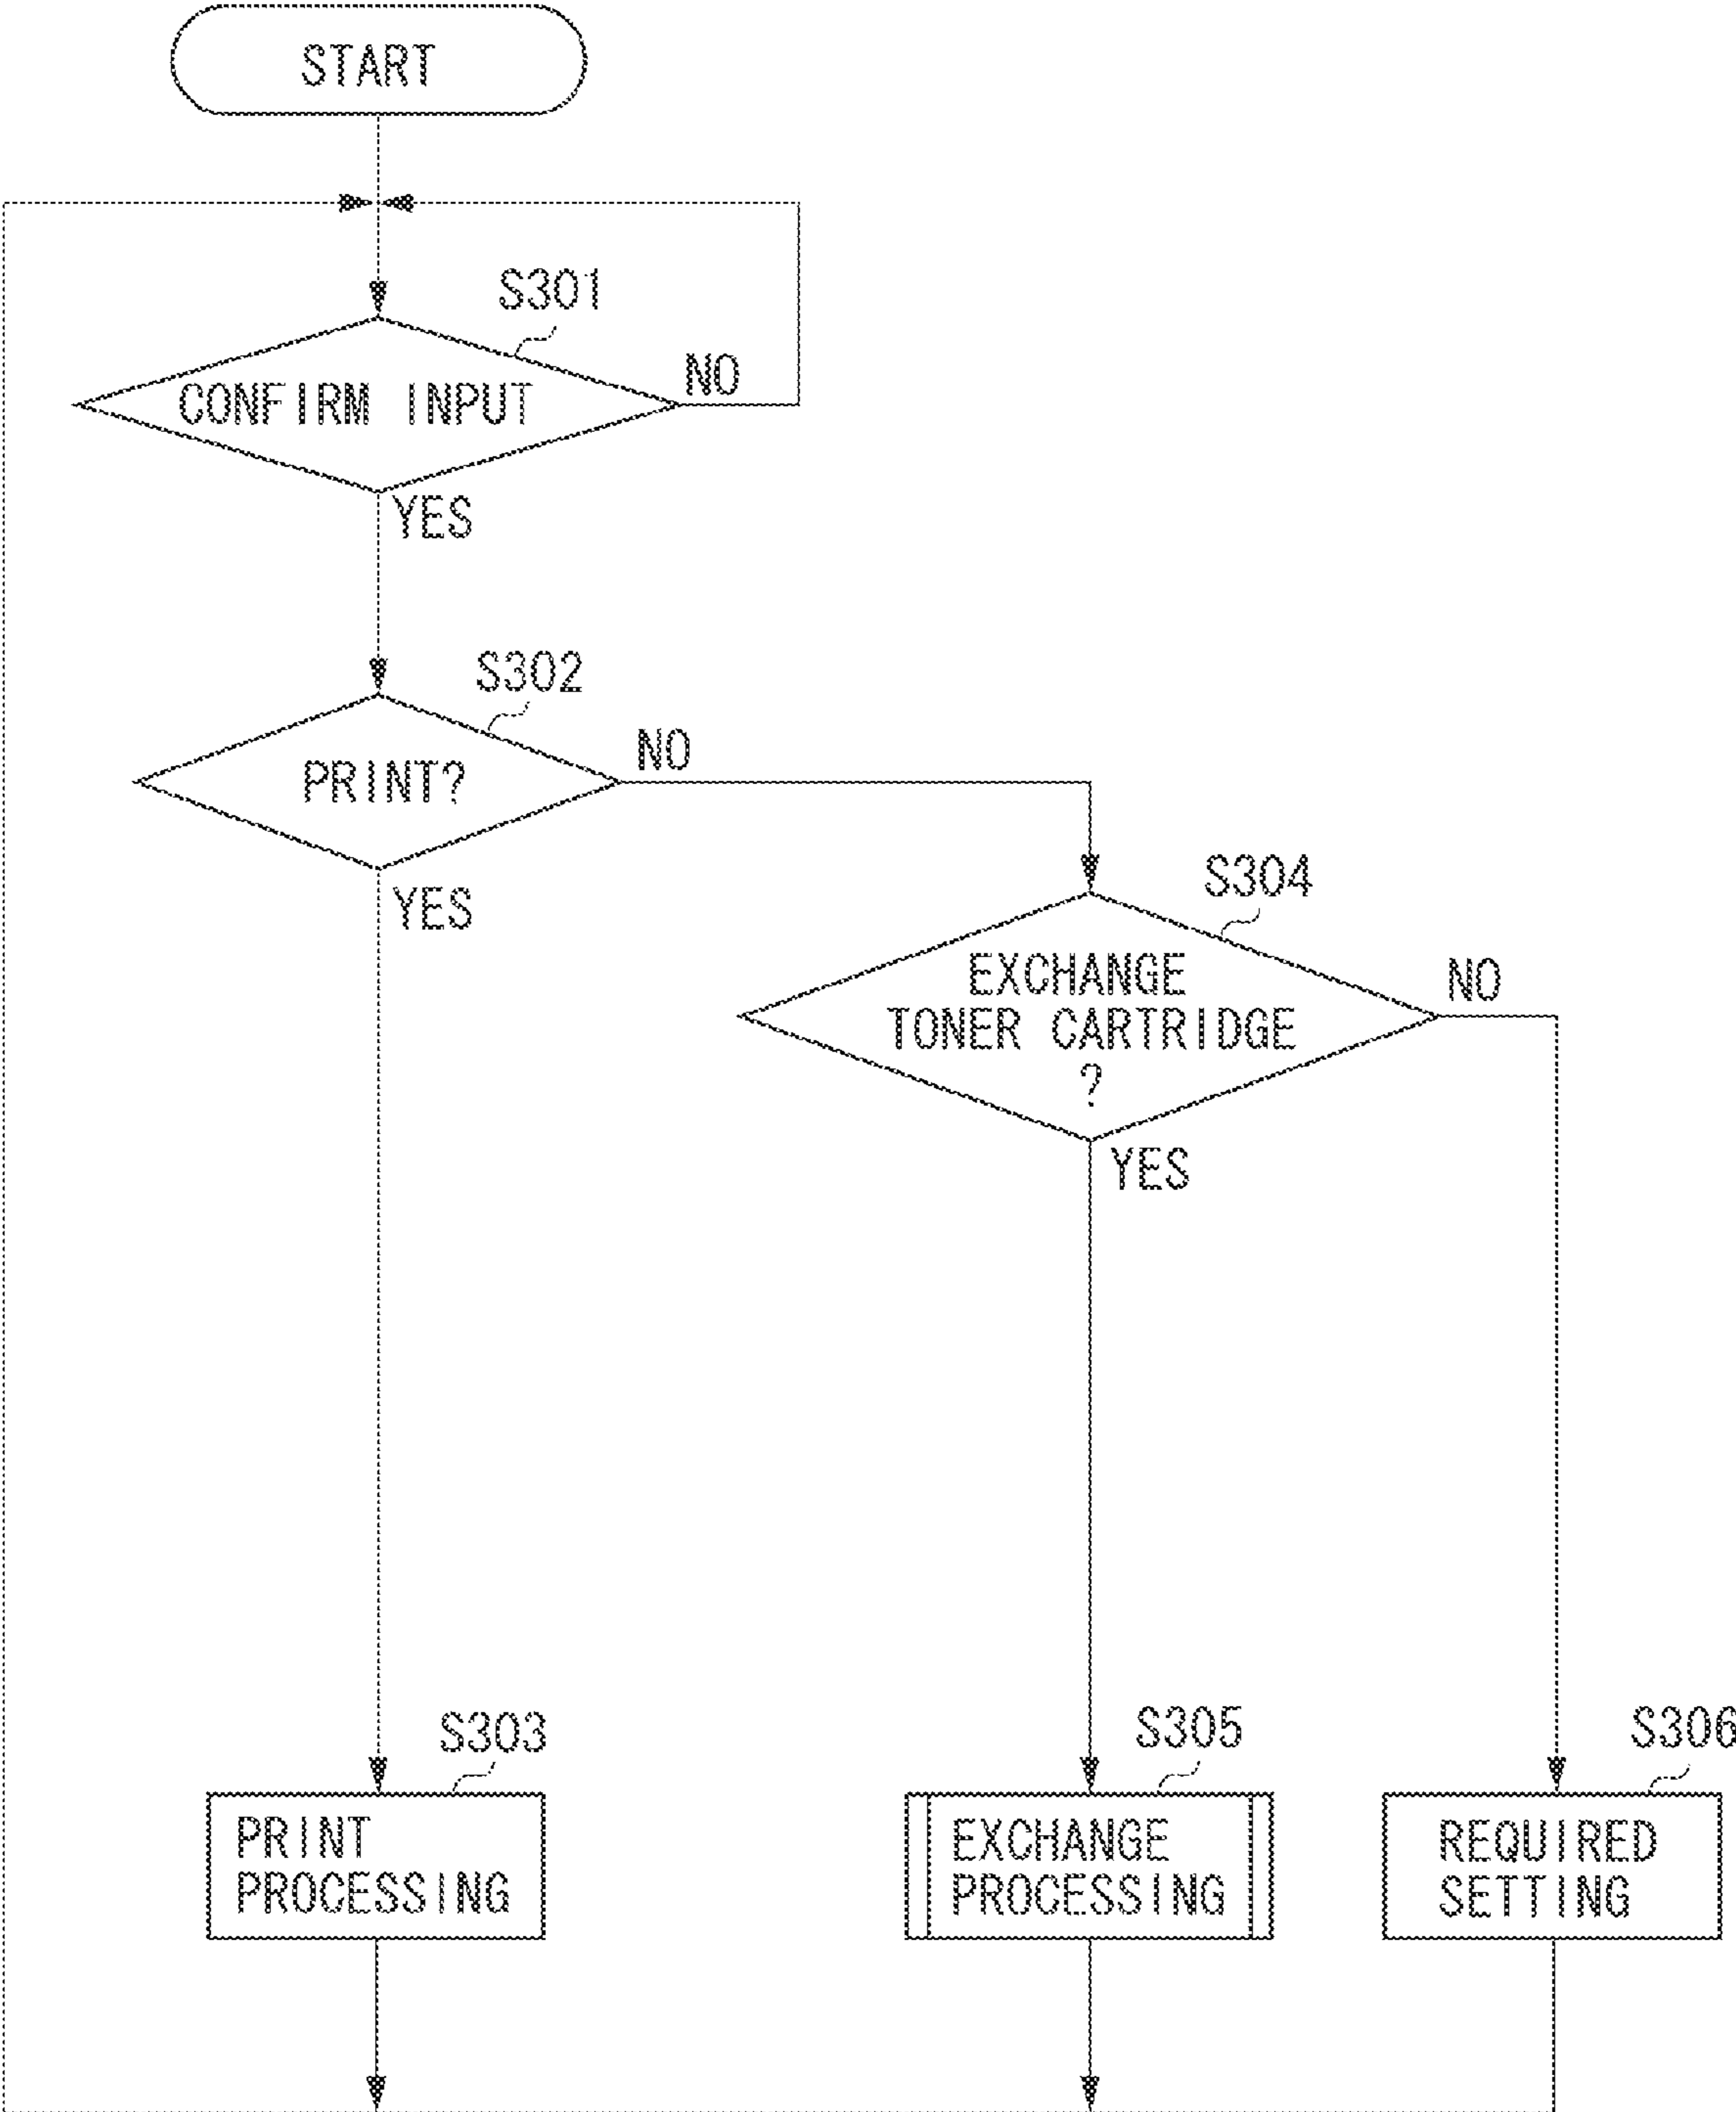 START
S301
CONFIRM INPUT
NO
YES
S302
PRINT?
NO
YES
S304
EXCHANGE
TONER CARTRIDGE
?
NO
YES
S303
PRINT
PROCESSING
S305
EXCHANGE
PROCESSING
S306
REQUIRED
SETTING